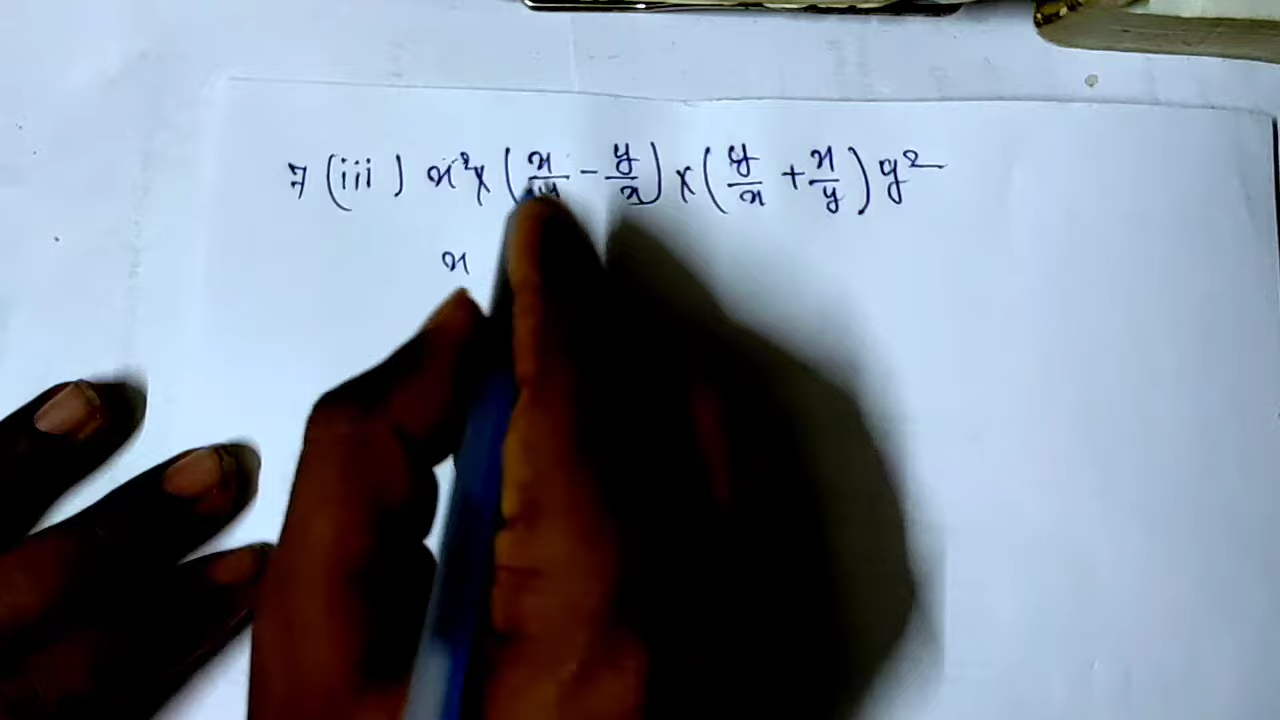 7 (iii) x² × (x/y - y/x) × (y/x + x/y) y²
x